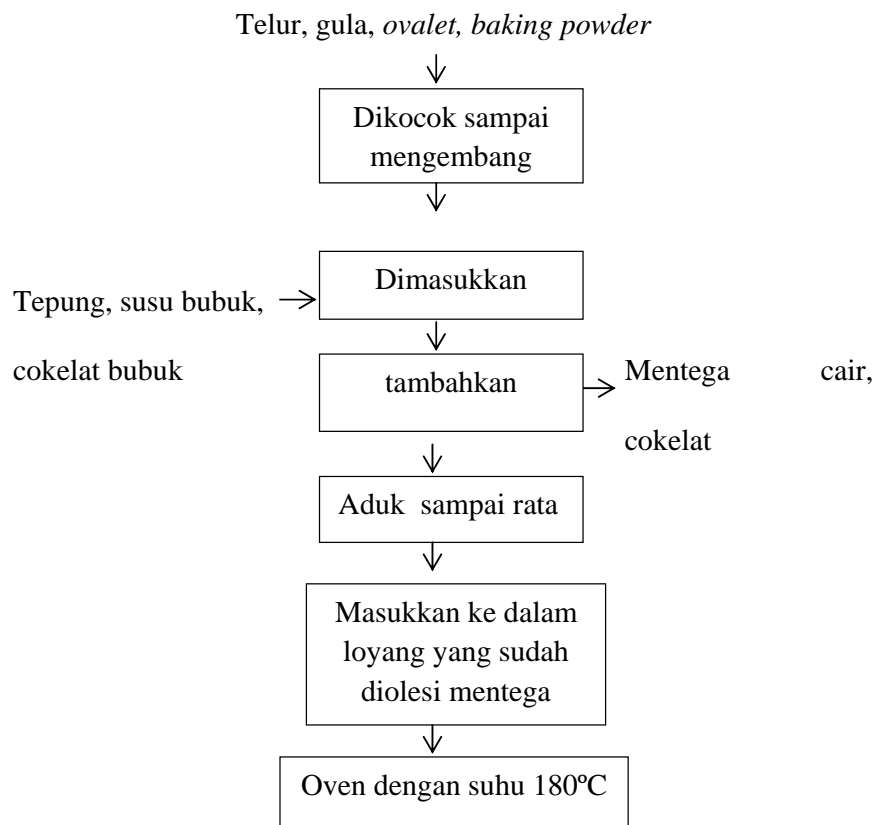 Telur, gula, ovalet, baking powder
Dikocok sampai
mengembang
Dimasukkan
Tepung, susu bubuk,
cokelat bubuk
tambahkan
Mentega cair,
cokelat
Aduk sampai rata
Masukkan ke dalam
loyang yang sudah
diolesi mentega
Oven dengan suhu 180ºC